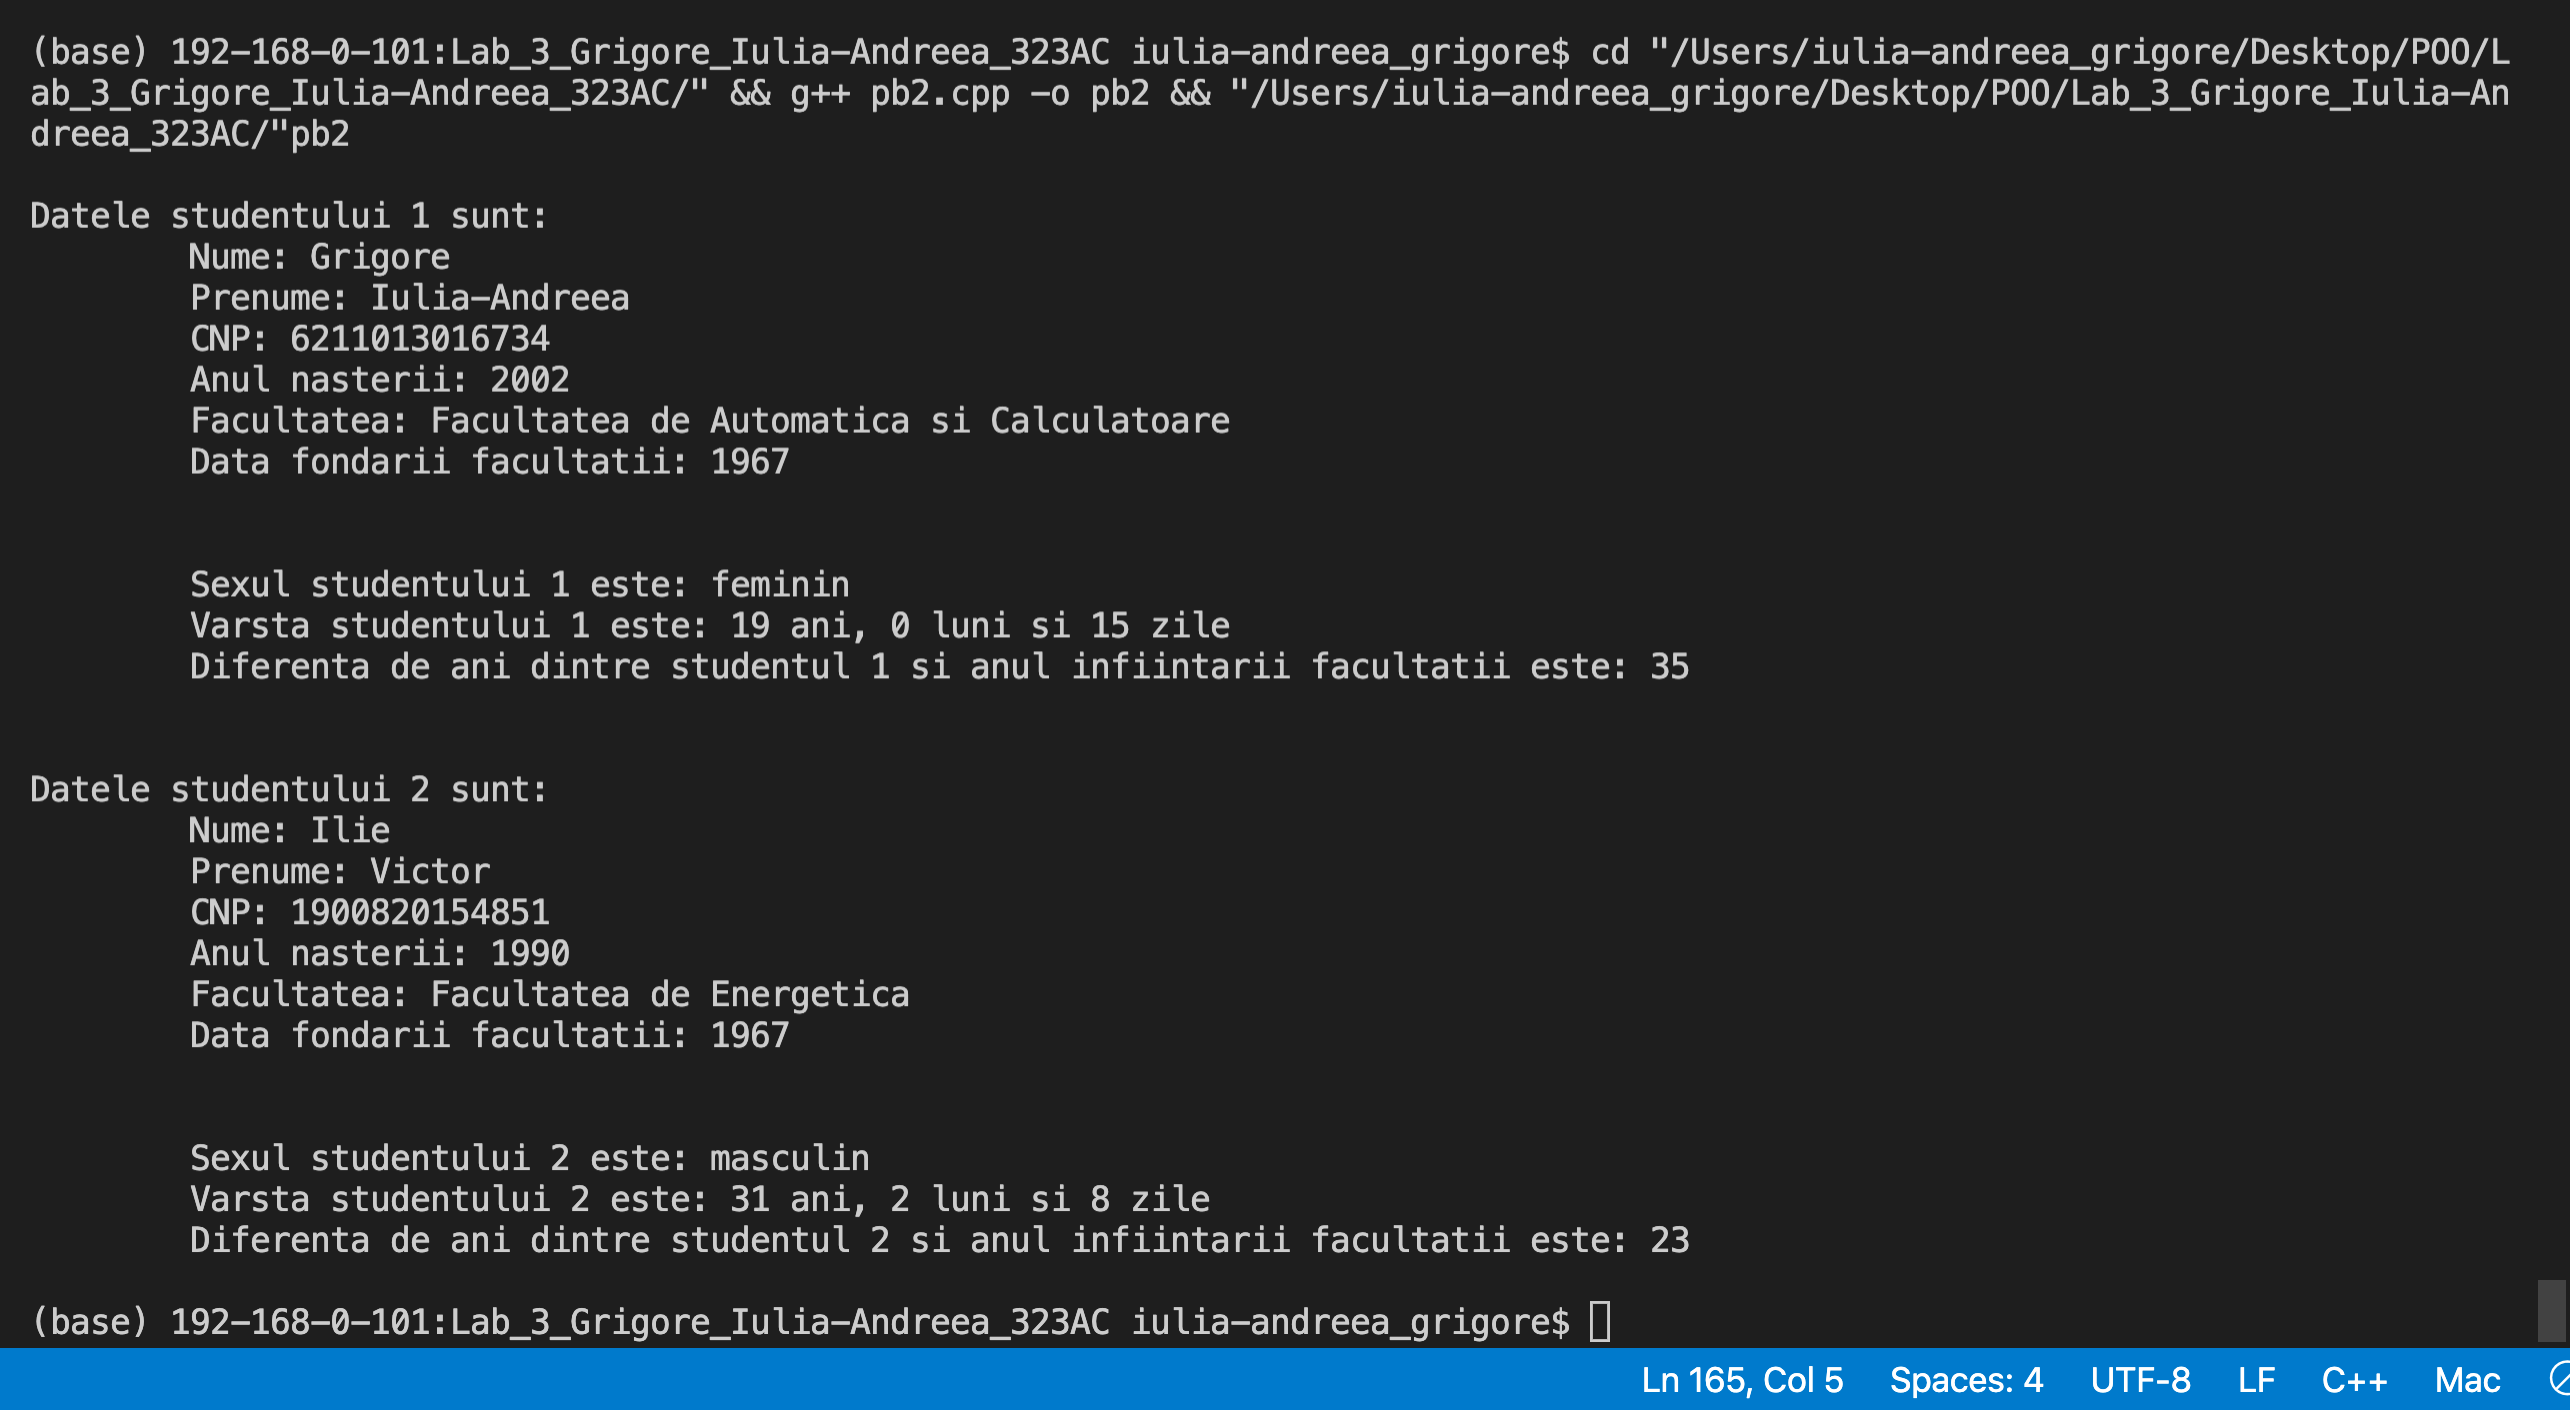 (base) 192-168-0-101:Lab_3_Grigore_Iulia-Andreea_323AC iulia-andreea_grigore$ cd "/Users/iulia-andreea_grigore/Desktop/POO/L
ab_3_Grigore_Iulia-Andreea_323AC/" && g++ pb2.cpp -o pb2 && "/Users/iulia-andreea_grigore/Desktop/POO/Lab_3_Grigore_Iulia-An
dreea_323AC/"pb2
Datele studentului 1 sunt:
Nume: Grigore
Prenume: Iulia-Andreea
CNP: 6211013016734
Anul nasterii: 2002
Facultatea: Facultatea de Automatica si Calculatoare
Data fondarii facultatii: 1967
Sexul studentului 1 este: feminin
Varsta studentului 1 este: 19 ani, 0 luni si 15 zile
Diferenta de ani dintre studentul 1 si anul infiintarii facultatii este: 35
Datele studentului 2 sunt:
Nume: Ilie
Prenume: Victor
CNP: 1900820154851
Anul nasterii: 1990
Facultatea: Facultatea de Energetica
Data fondarii facultatii: 1967
Sexul studentului 2 este: masculin
Varsta studentului 2 este: 31 ani, 2 luni si 8 zile
Diferenta de ani dintre studentul 2 si anul infiintarii facultatii este: 23
(base) 192-168-0-101:Lab_3_Grigore_Iulia-Andreea_323AC iulia-andreea_grigore$
Ln 165, Col 5 Spaces: 4 UTF-8 LF C++ Mac